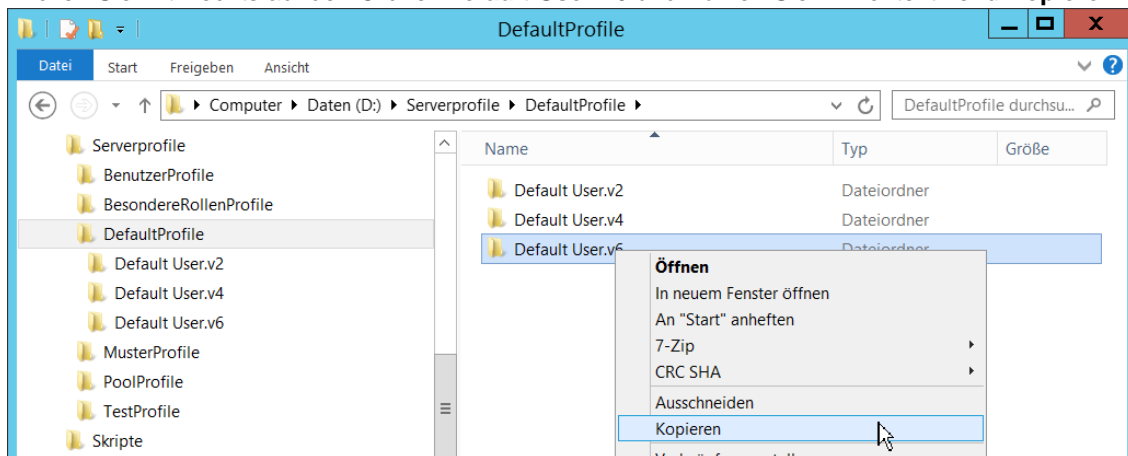 DefaultProfile
X
Datei Start Freigeben Ansicht
Computer Daten (D:) Serverprofile DefaultProfile DefaultProfile durchsu...
Serverprofile
BenutzerProfile
BesondereRollenProfile
DefaultProfile
Default User.v2
Default User.v4
Default User.v6
MusterProfile
PoolProfile
TestProfile
Skripte
Name Typ Größe
Default User.v2 Dateiordner
Default User.v4 Dateiordner
Default User.v6 Dateiordner
Öffnen
In neuem Fenster öffnen
An "Start" anheften
7-Zip
CRC SHA
Ausschneiden
Kopieren